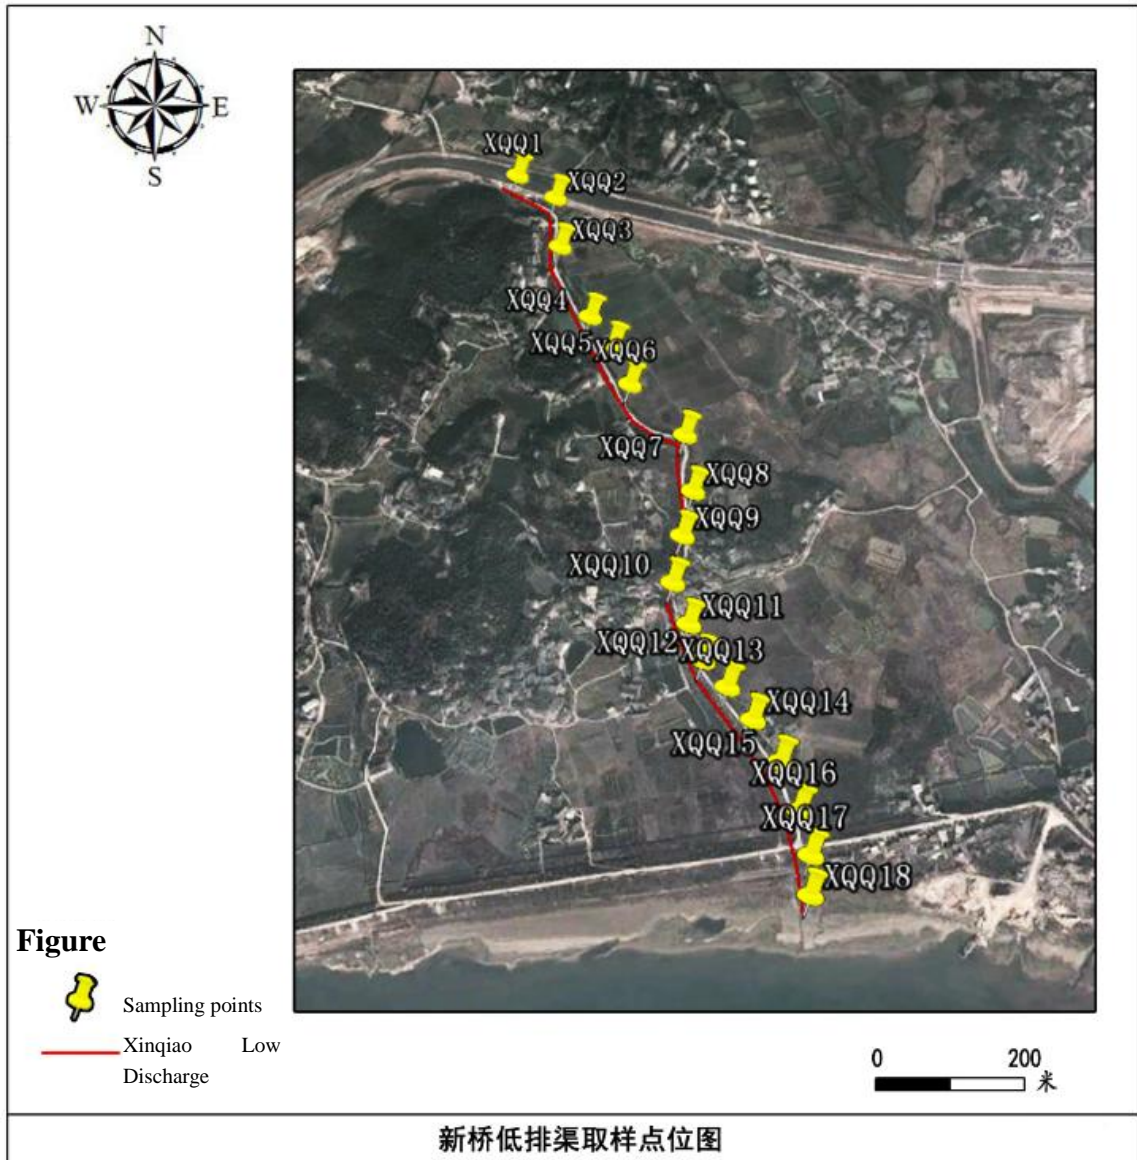 N
W E
S
XQQ1
XQQ2
XQQ3
XQQ4
XQQ5
XQQ6
XQQ7
XQQ8
XQQ9
XQQ10
XQQ11
XQQ12
XQQ13
XQQ14
XQQ15
XQQ16
XQQ17
XQQ18
Figure
Sampling points
Xinqiao Low
Discharge
0 200
米
新桥低排渠取样点位图